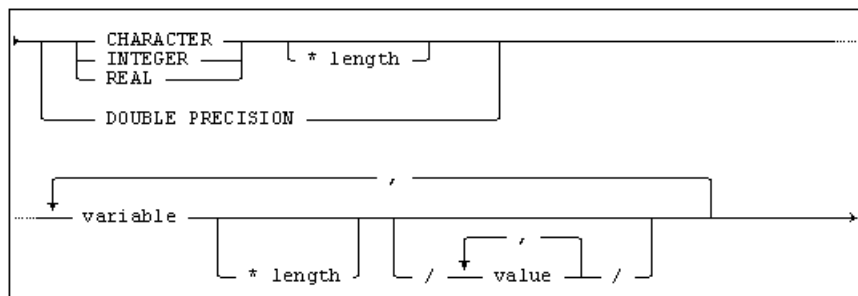 CHARACTER
INTEGER
* length
REAL
DOUBLE PRECISION
,
variable
,
* length / value /